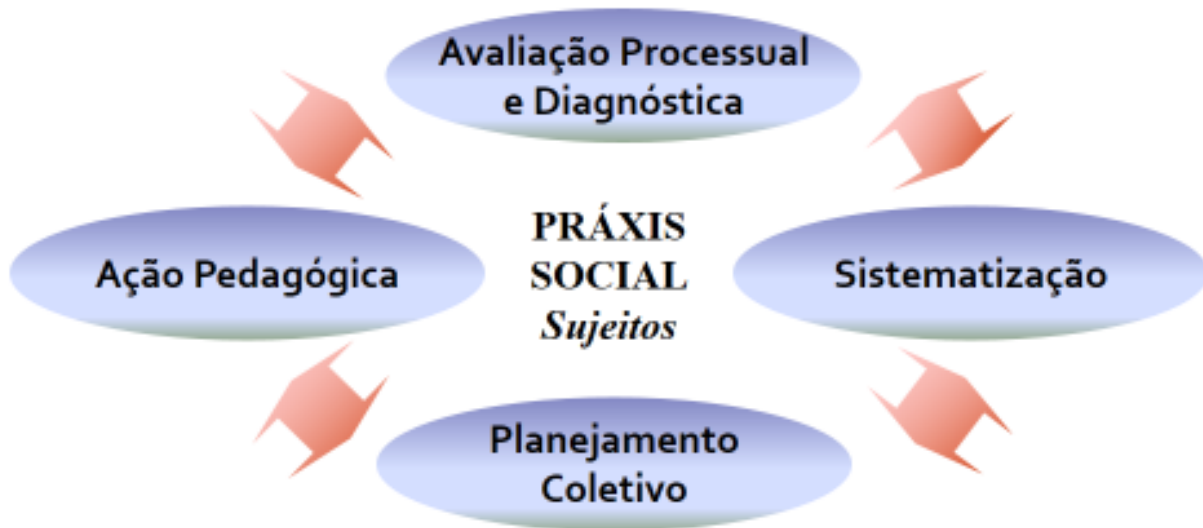 Avaliação Processual
e Diagnóstica
Ação Pedagógica
PRÁXIS
SOCIAL
Sujeitos
Sistematização
Planejamento
Coletivo